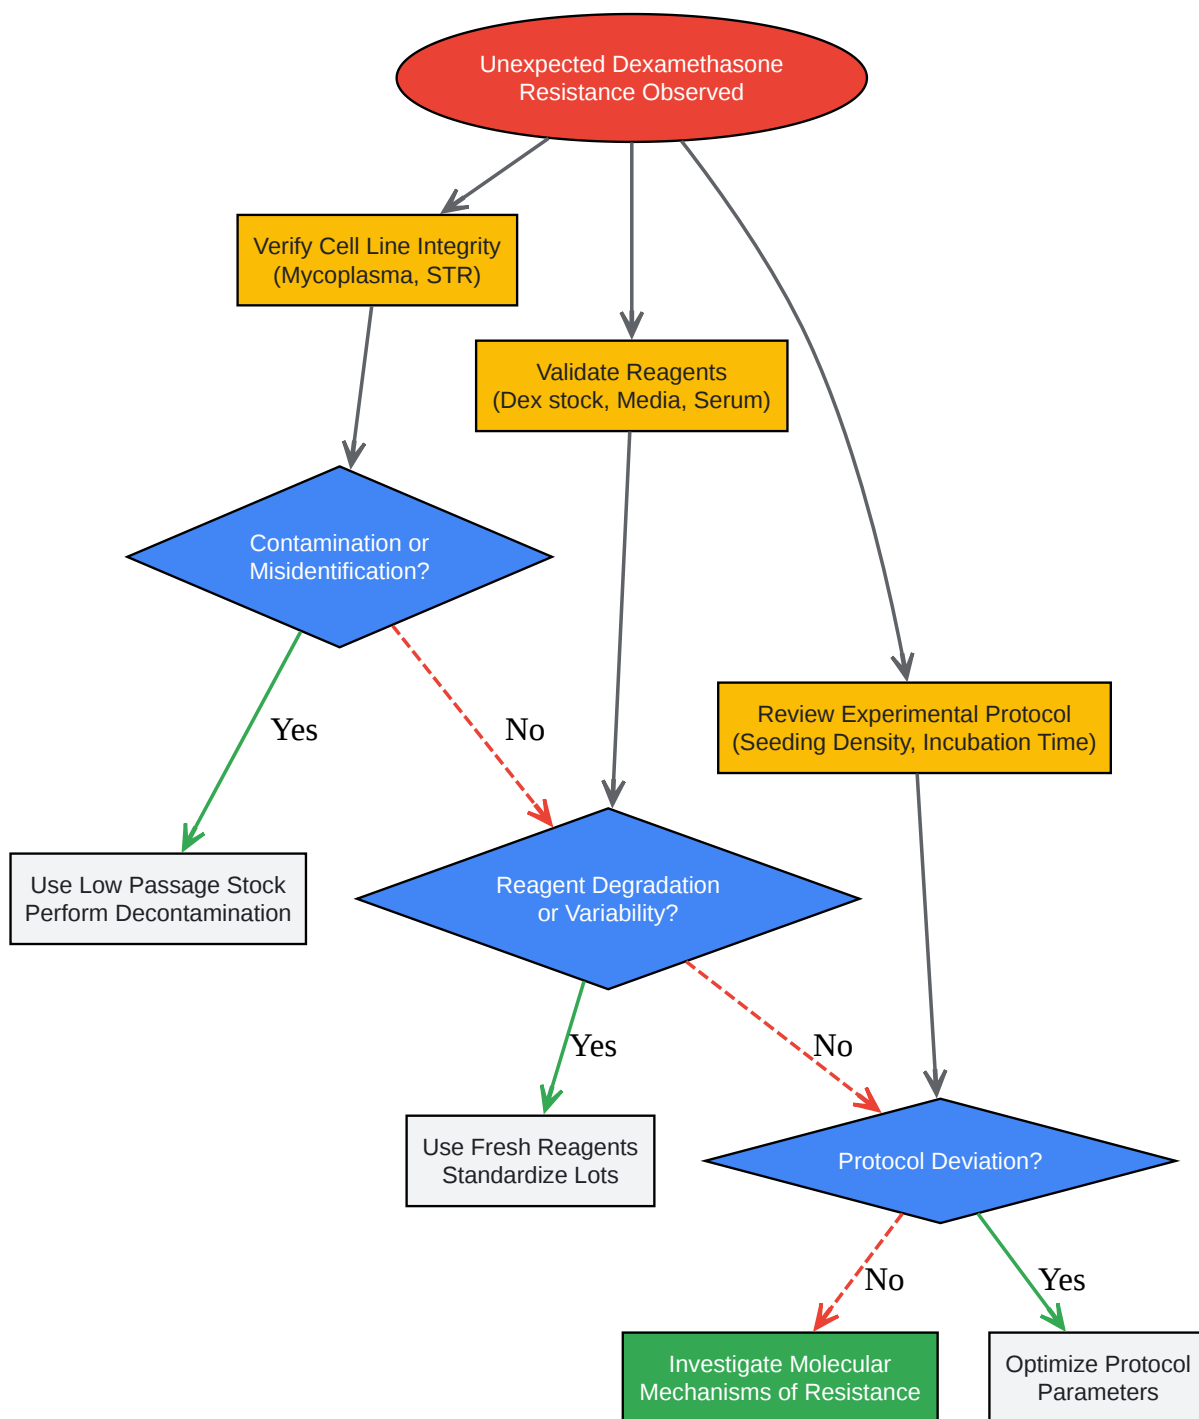 Unexpected Dexamethasone
Resistance Observed
Verify Cell Line Integrity
(Mycoplasma, STR)
Validate Reagents
(Dex stock, Media, Serum)
Contamination or
Misidentification?
Review Experimental Protocol
(Seeding Density, Incubation Time)
Yes
No
Use Low Passage Stock
Perform Decontamination
Reagent Degradation
or Variability?
Yes
No
Use Fresh Reagents
Standardize Lots
Protocol Deviation?
No
Yes
Investigate Molecular
Mechanisms of Resistance
Optimize Protocol
Parameters